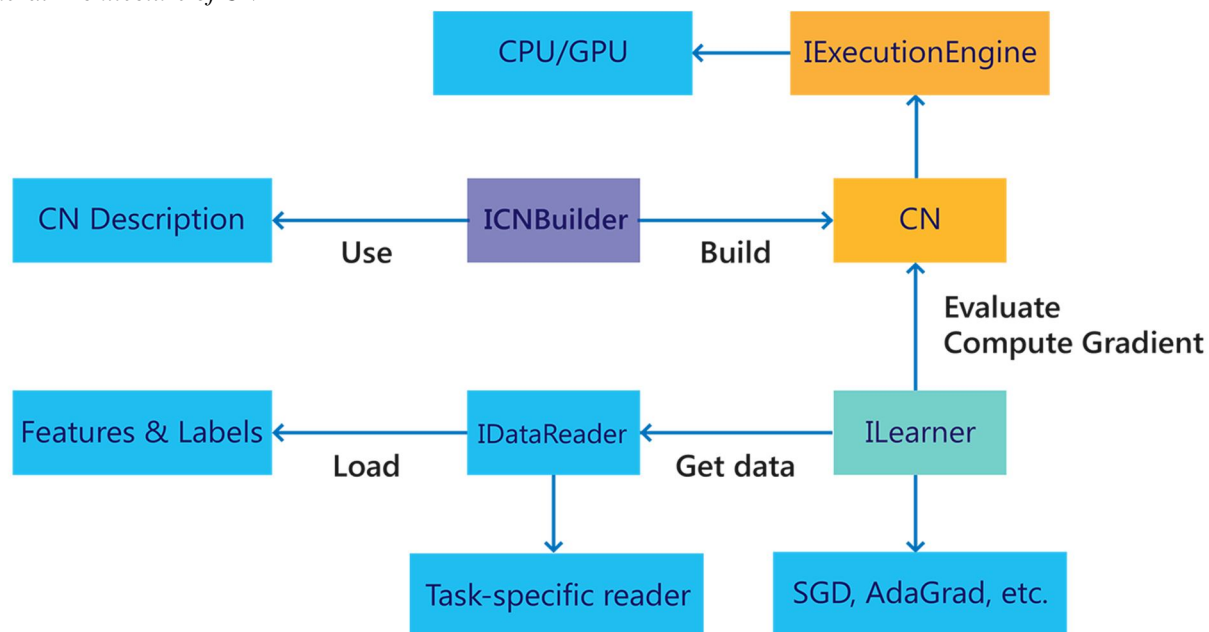 CPU/GPU
IExecutionEngine
CN Description
ICNBuilder
CN
Use
Build
Evaluate
Compute Gradient
Features & Labels
IDataReader
ILearner
Load
Get data
Task-specific reader
SGD, AdaGrad, etc.